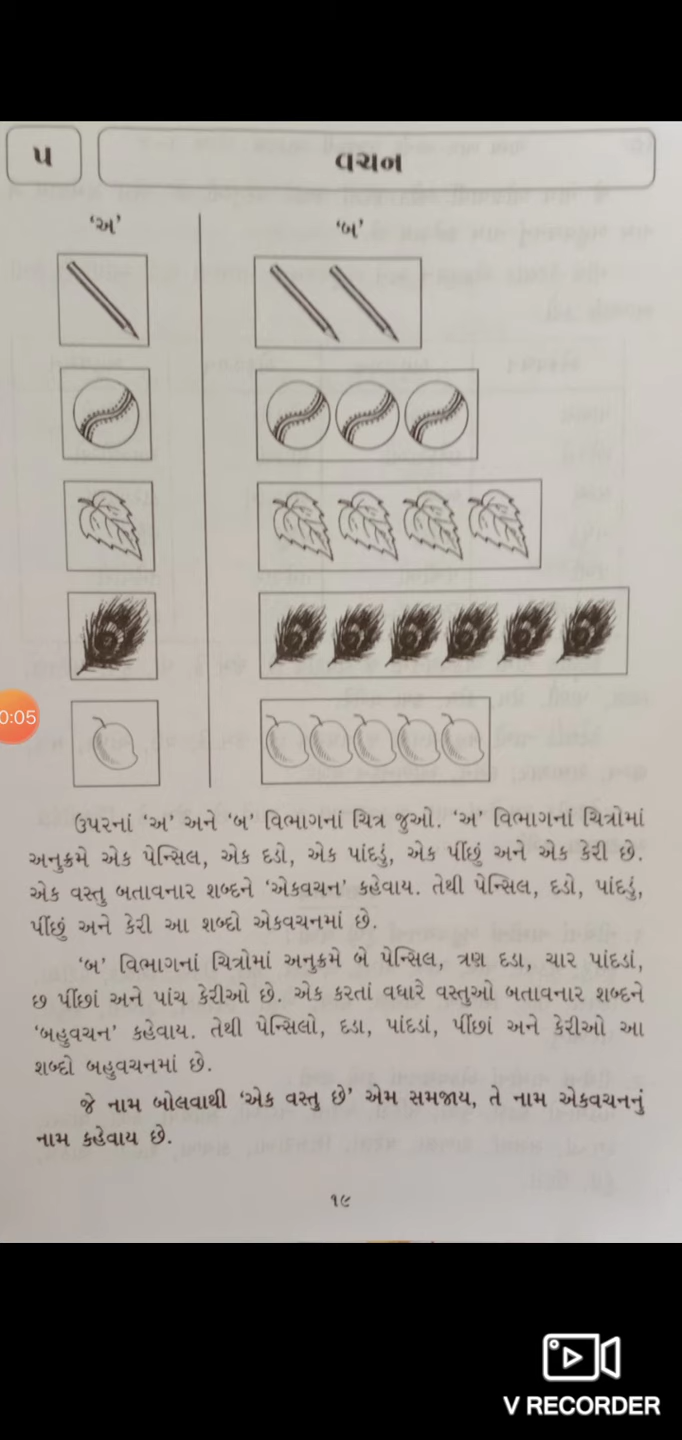 ૫
વચન
‘અ’
‘બ’
0:05
ઉપરનાં ‘અ’ અને ‘બ’ વિભાગનાં ચિત્ર જુઓ. ‘અ’ વિભાગનાં ચિત્રોમાં
અનુક્રમે એક પેન્સિલ, એક દડો, એક પાંદડું, એક પીંછું અને એક કેરી છે.
એક વસ્તુ બતાવનાર શબ્દને ‘એકવચન’ કહેવાય. તેથી પેન્સિલ, દડો, પાંદડું,
પીંછું અને કેરી આ શબ્દો એકવચનમાં છે.
‘બ’ વિભાગનાં ચિત્રોમાં અનુક્રમે બે પેન્સિલ, ત્રણ દડા, ચાર પાંદડાં,
છ પીંછાં અને પાંચ કેરીઓ છે. એક કરતાં વધારે વસ્તુઓ બતાવનાર શબ્દને
‘બહુવચન’ કહેવાય. તેથી પેન્સિલો, દડા, પાંદડાં, પીંછાં અને કેરીઓ આ
શબ્દો બહુવચનમાં છે.
જે નામ બોલવાથી ‘એક વસ્તુ છે’ એમ સમજાય, તે નામ એકવચનનું
નામ કહેવાય છે.
૧૯
V RECORDER